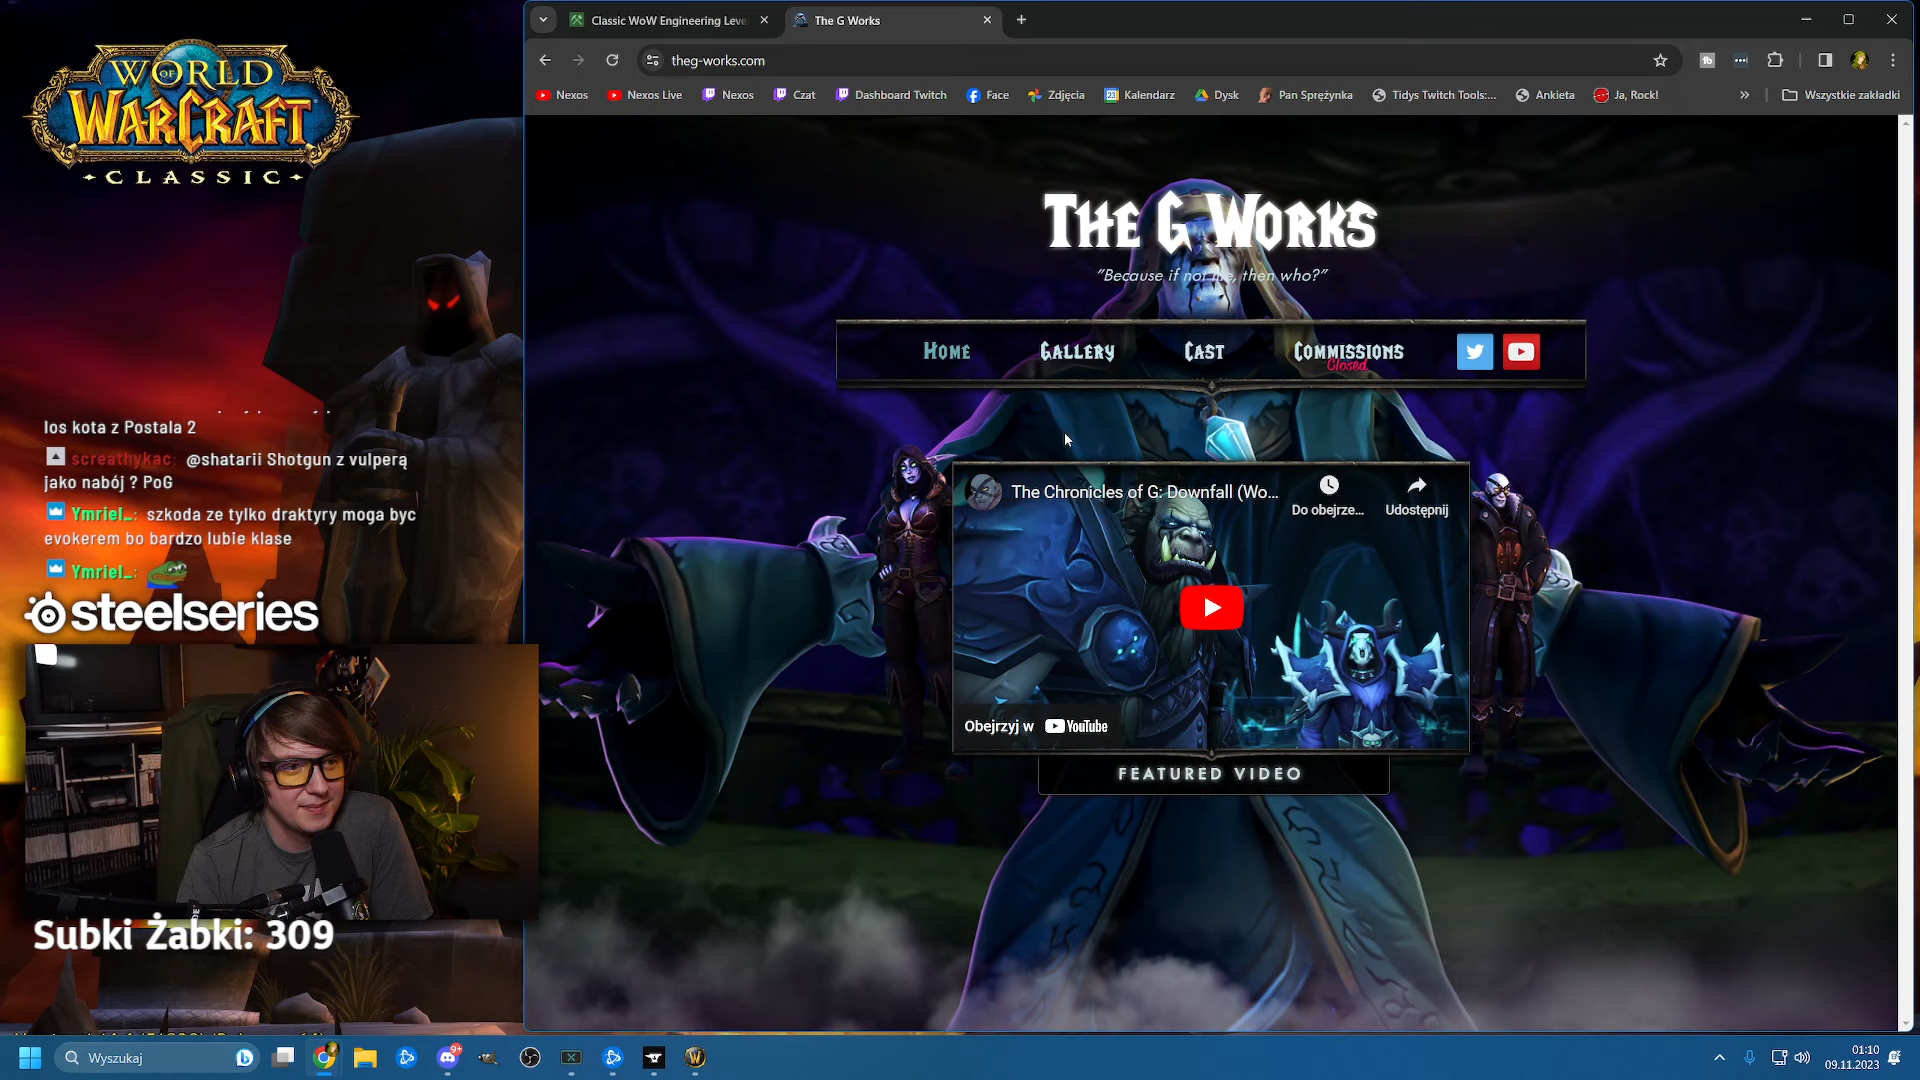 WORLD
OF
WARCRAFT
CLASSIC
los kota z Postala 2
screathykac: @shatarii Shotgun z vulperą
jako nabój ? PoG
Ymriel_: szkoda ze tylko draktyry moga byc
evokerem bo bardzo lubie klase
Ymriel_:
steelseries
Subki Żabki: 309
Classic WoW Engineering Leve
The G Works
theg-works.com
Nexos
Nexos Live
Nexos
Czat
Dashboard Twitch
Face
Zdjęcia
23
Kalendarz
Dysk
Pan Sprężynka
Tidys Twitch Tools:...
Ankieta
Ja, Rock!
»
Wszystkie zakładki
THE G WORKS
"Because if not me, then who?"
HOME
GALLERY
CAST
COMMISSIONS
Closed
The Chronicles of G: Downfall (Wo...
Do obejrze...
Udostępnij
Obejrzyj w YouTube
FEATURED VIDEO
Wyszukaj
9+
01:10
09.11.2023